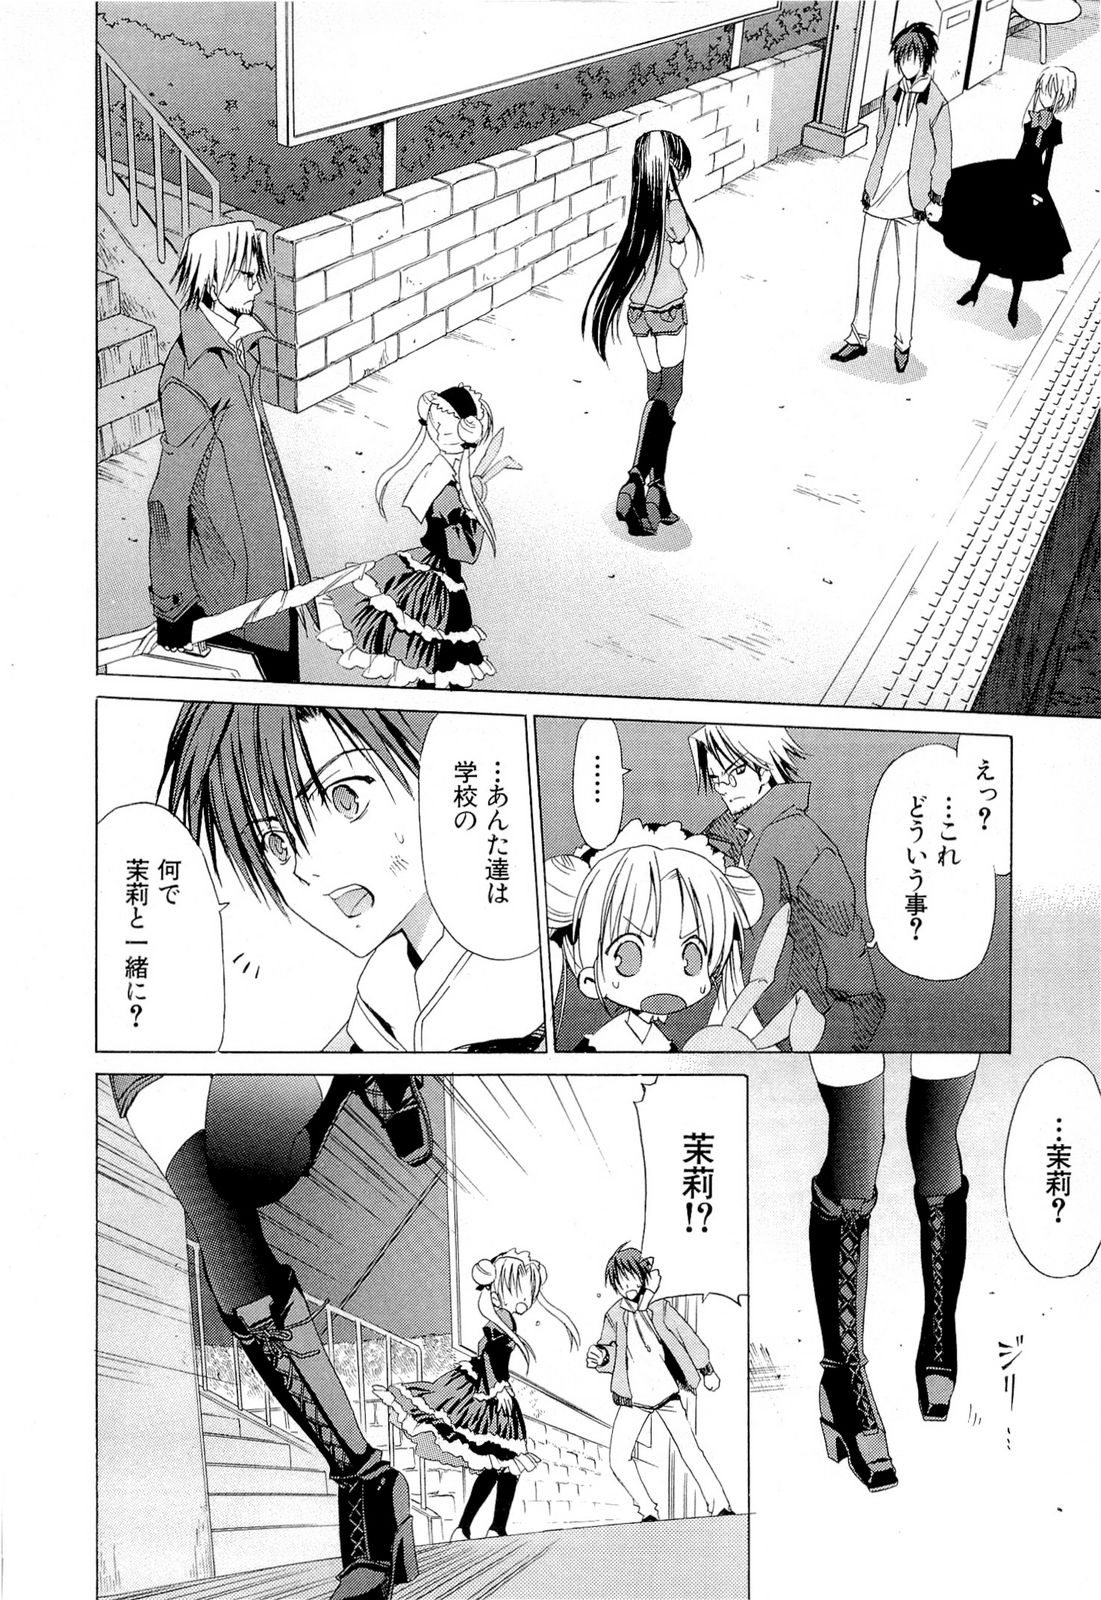 えっ?
…これ
どういう事?
……
…あんた達は
学校の
何で
茉莉と一緒に?
…茉莉?
ジリ
茉莉!?